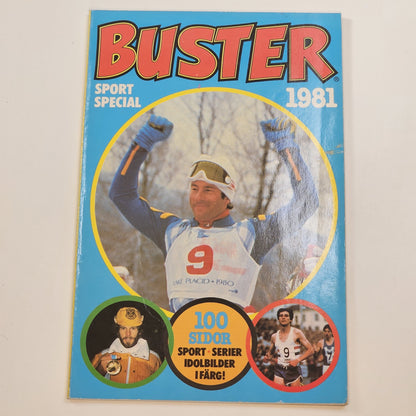 BUSTER
SPORT
SPECIAL
1981
9
LAKE PLACID • 1980
100
SIDOR
SPORT • SERIER
IDOLBILDER
I FÄRG!
9